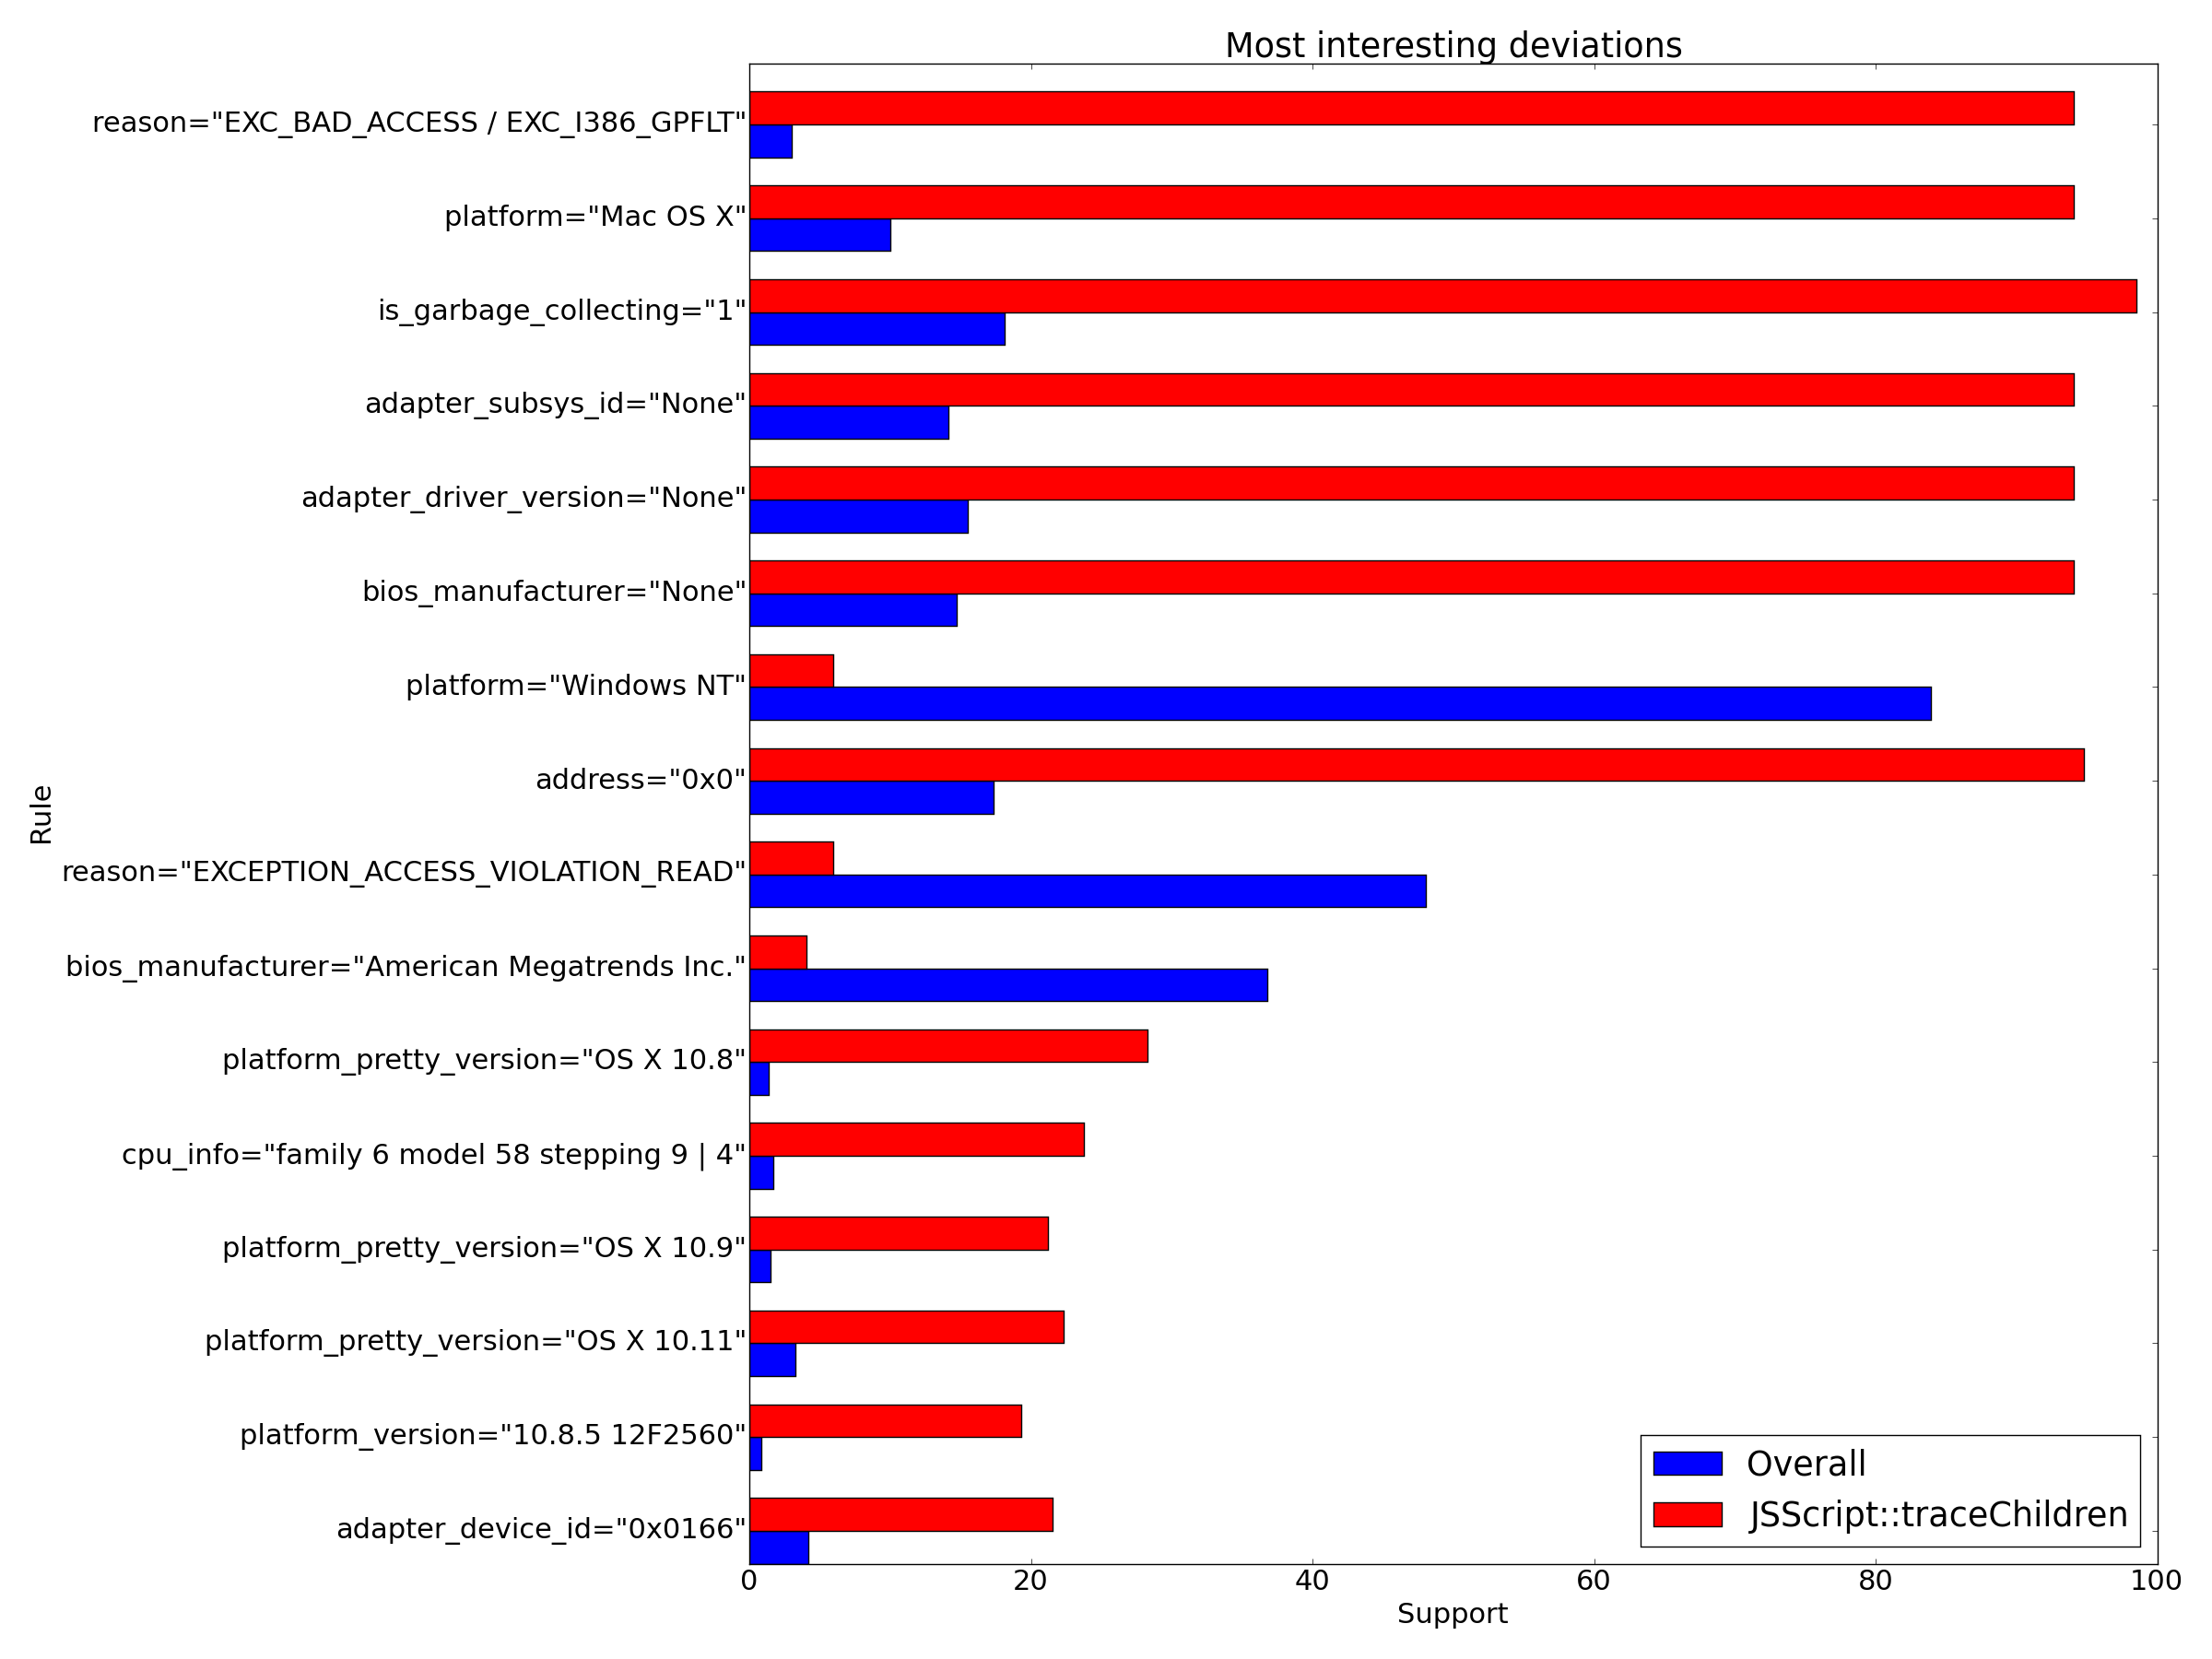 Most interesting deviations
reason="EXC_BAD_ACCESS / EXC_I386_GPFLT"
platform="Mac OS X"
is_garbage_collecting="1"
adapter_subsys_id="None"
adapter_driver_version="None"
bios_manufacturer="None"
platform="Windows NT"
address="0x0"
Rule
reason="EXCEPTION_ACCESS_VIOLATION_READ"
bios_manufacturer="American Megatrends Inc."
platform_pretty_version="OS X 10.8"
cpu_info="family 6 model 58 stepping 9 | 4"
platform_pretty_version="OS X 10.9"
platform_pretty_version="OS X 10.11"
platform_version="10.8.5 12F2560"
adapter_device_id="0x0166"
Overall
JSScript::traceChildren
0 20 40 60 80 100
Support